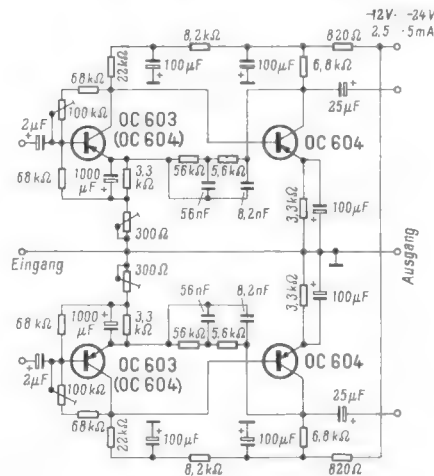 8,2kΩ
820Ω
-12V· -24V
2,5 ·5mA
22kΩ
100µF
100µF
6,8kΩ
68kΩ
100kΩ
2µF
OC 603
(OC 604)
25µF
OC 604
68kΩ
1000
µF
3,3
kΩ
56kΩ
5,6kΩ
56nF
8,2nF
3,3kΩ
100µF
300Ω
Eingang
Ausgang
300Ω
56nF
8,2nF
3,3kΩ
100µF
68kΩ
1000
µF
3,3
kΩ
56kΩ
5,6kΩ
2µF
OC 603
(OC 604)
OC 604
100kΩ
68kΩ
22kΩ
100µF
100µF
25µF
6,8kΩ
8,2kΩ
820Ω